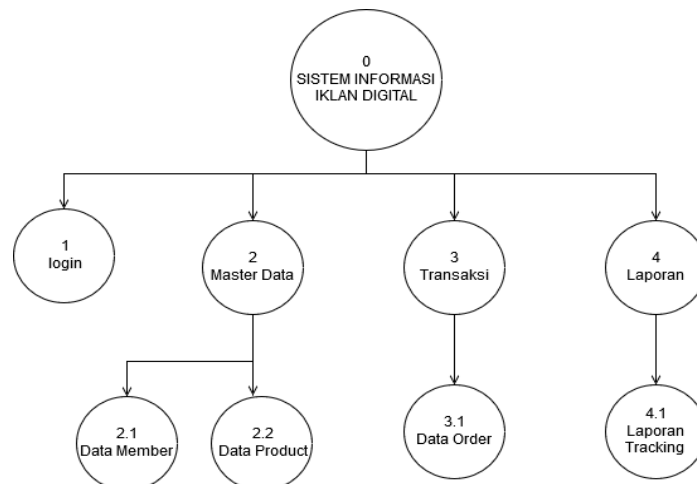 0
SISTEM INFORMASI
IKLAN DIGITAL
1
login
2
Master Data
3
Transaksi
4
Laporan
2.1
Data Member
2.2
Data Product
3.1
Data Order
4.1
Laporan
Tracking